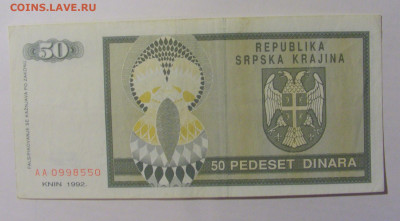 COINS.LAVE.RU
50
REPUBLIKA
SRPSKA KRAJINA
AA 0998550
KNIN 1992.
50 PEDESET DINARA